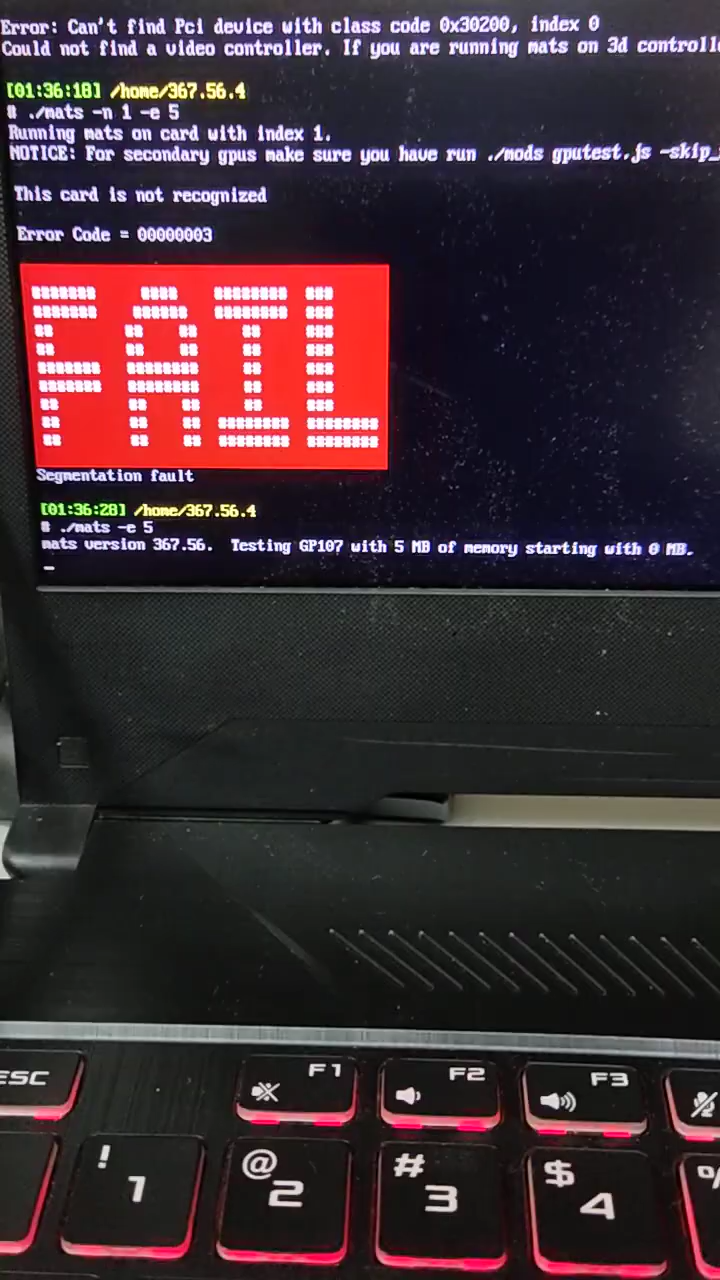 Error: Can't find Pci device with class code 0x30200, index 0
Could not find a video controller. If you are running mats on 3d controll
[01:36:18] /home/367.56.4
# ./mats -n 1 -e 5
Running mats on card with index 1.
NOTICE: For secondary gpus make sure you have run ./mods gputest.js -skip_
This card is not recognized
Error Code = 00000003
FAIL
Segmentation fault
[01:36:28] /home/367.56.4
# ./mats -e 5
mats version 367.56.  Testing GP107 with 5 MB of memory starting with 0 MB.
ESC F1 F2 F3
! @ # $ %
1 2 3 4